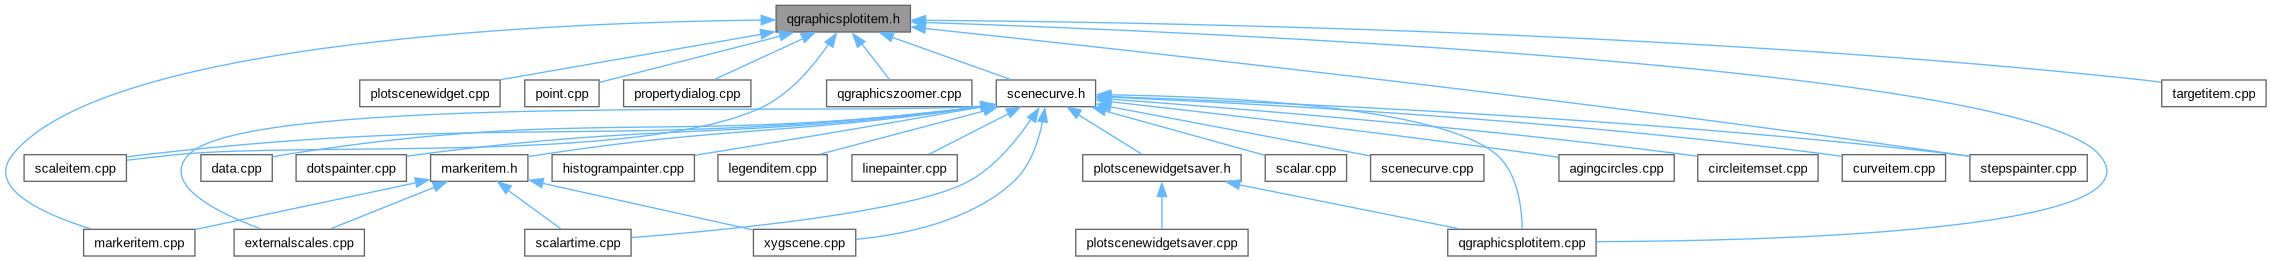 qgraphicsplotitem.h
plotscenewidget.cpp
point.cpp
propertydialog.cpp
qgraphicszoomer.cpp
scenecurve.h
targetitem.cpp
scaleitem.cpp
data.cpp
dotspainter.cpp
markeritem.h
histogrampainter.cpp
legenditem.cpp
linepainter.cpp
plotscenewidgetsaver.h
scalar.cpp
scenecurve.cpp
agingcircles.cpp
circleitemset.cpp
curveitem.cpp
stepspainter.cpp
markeritem.cpp
externalscales.cpp
scalartime.cpp
xygscene.cpp
plotscenewidgetsaver.cpp
qgraphicsplotitem.cpp